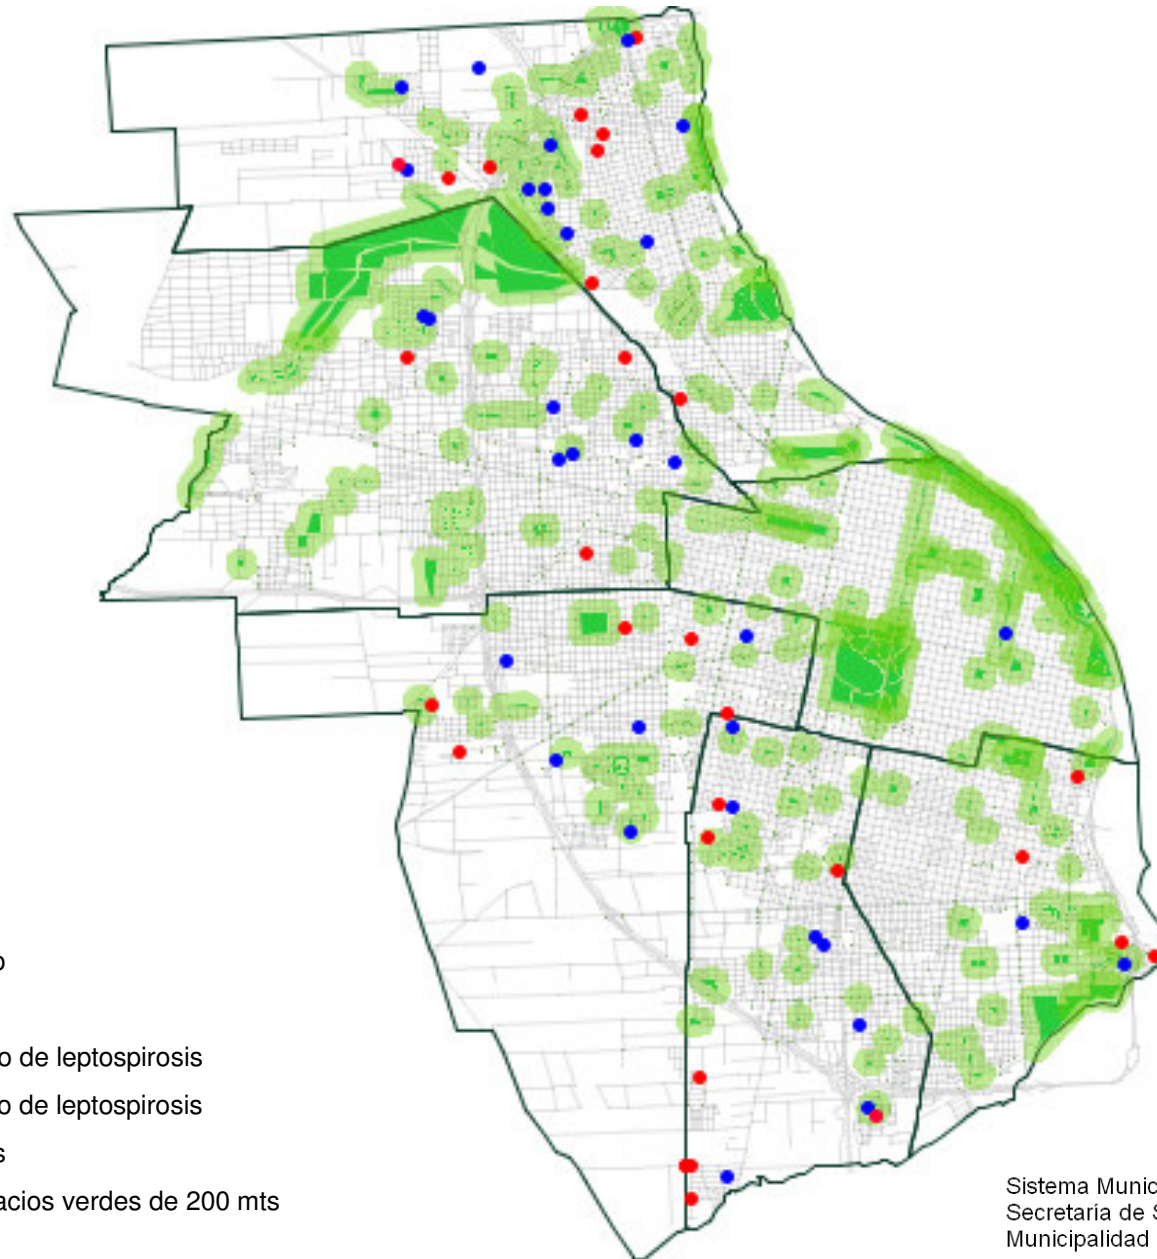 o
o de leptospirosis
o de leptospirosis
s
acios verdes de 200 mts
Sistema Munic
Secretaría de S
Municipalidad